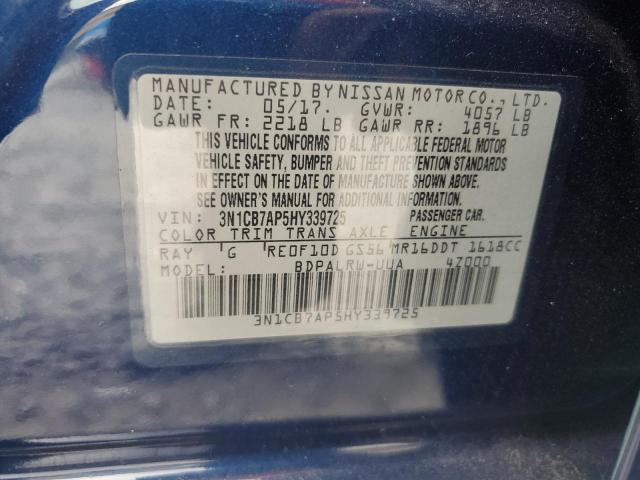 MANUFACTURED BY NISSAN MOTOR CO., LTD.
DATE: 05/17. GVWR: 4057 LB
GAWR FR: 2218 LB GAWR RR: 1896 LB
THIS VEHICLE CONFORMS TO ALL APPLICABLE FEDERAL MOTOR
VEHICLE SAFETY, BUMPER AND THEFT PREVENTION STANDARDS
IN EFFECT ON THE DATE OF MANUFACTURE SHOWN ABOVE.
SEE OWNER'S MANUAL FOR ADDITIONAL INFORMATION.
VIN: 3N1CB7AP5HY339725 PASSENGER CAR.
COLOR TRIM TRANS AXLE ENGINE
RAY G RE0F10D GS56 MR16DDT 1618CC
MODEL: BDPALRW-UUA 4Z000
3N1CB7AP5HY339725